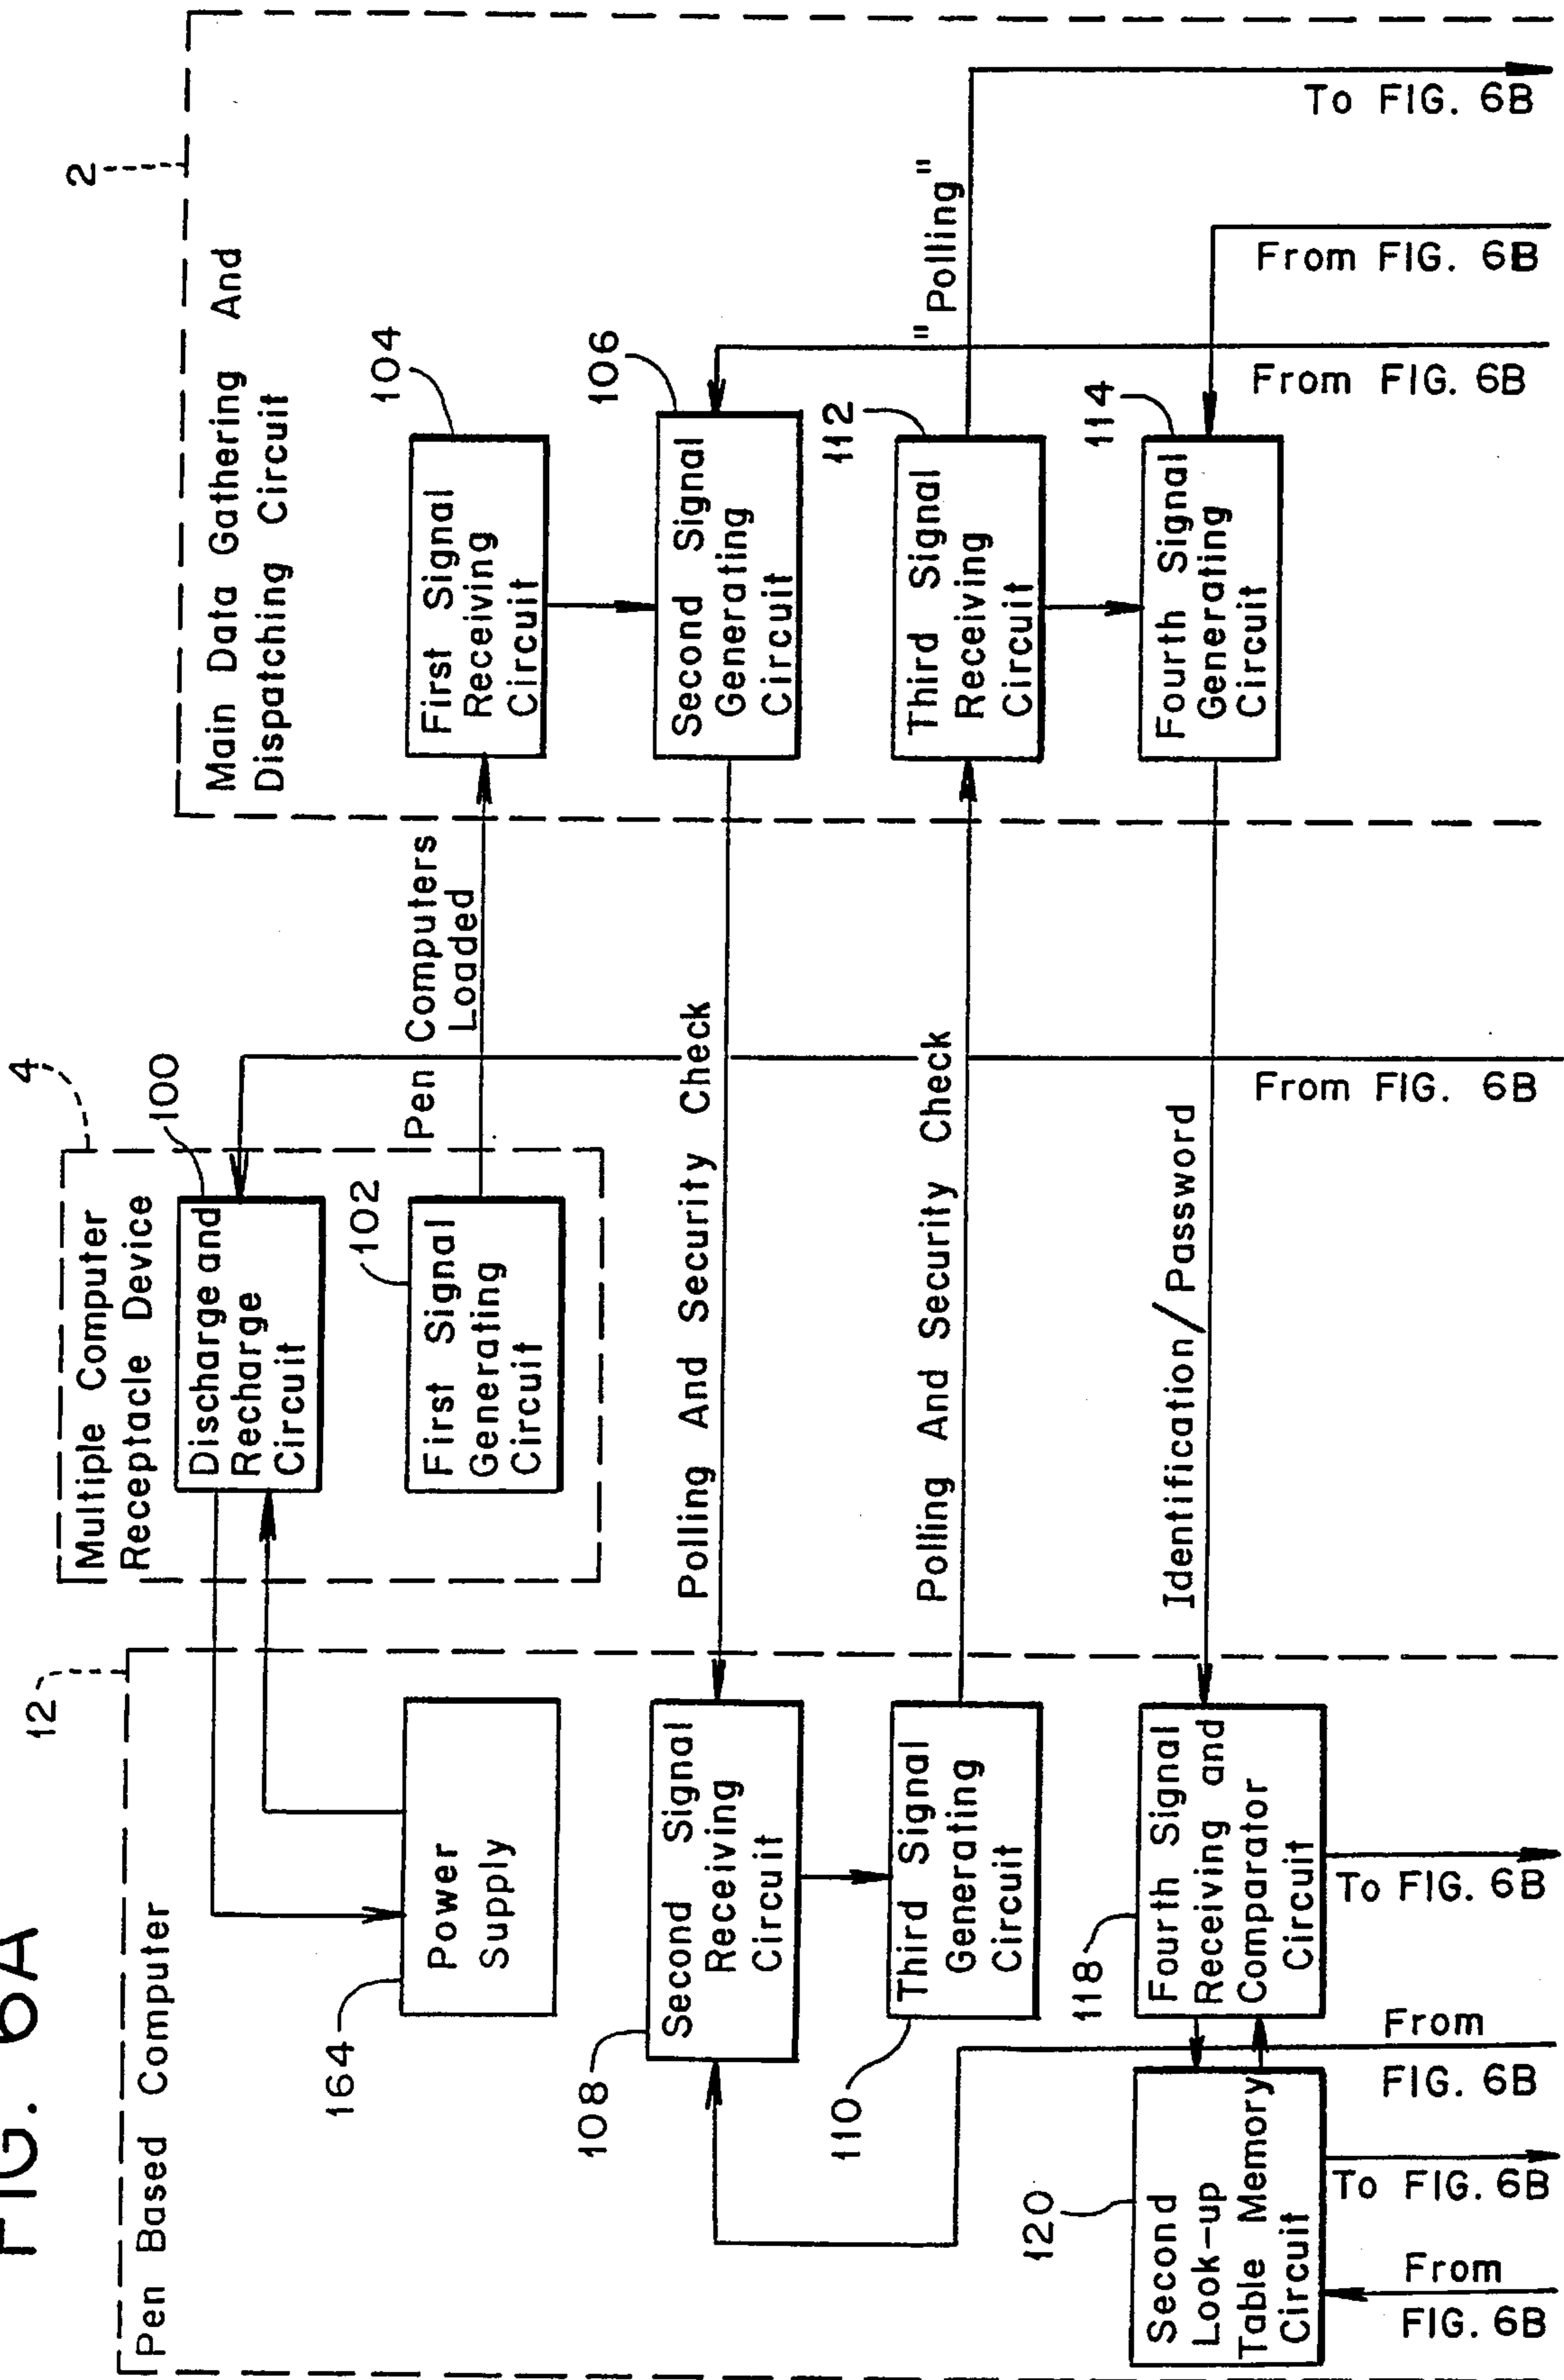 FIG. 6A
12
Pen Based Computer
164
Power
Supply
108
Second Signal
Receiving
Circuit
110
Third Signal
Generating
Circuit
118
Fourth Signal
Receiving and
Comparator
Circuit
120
Second
Look-up
Table Memory
Circuit
From
FIG. 6B
To FIG. 6B
From
FIG. 6B
To FIG. 6B
4
Multiple Computer
Receptacle Device
100
Discharge and
Recharge
Circuit
102
First Signal
Generating
Circuit
Pen Computers
Loaded
Polling And Security Check
Polling And Security Check
Identification/Password
From FIG. 6B
2
Main Data Gathering And
Dispatching Circuit
104
First Signal
Receiving
Circuit
106
Second Signal
Generating
Circuit
112
Third Signal
Receiving
Circuit
"Polling"
114
Fourth Signal
Generating
Circuit
From FIG. 6B
From FIG. 6B
To FIG. 6B